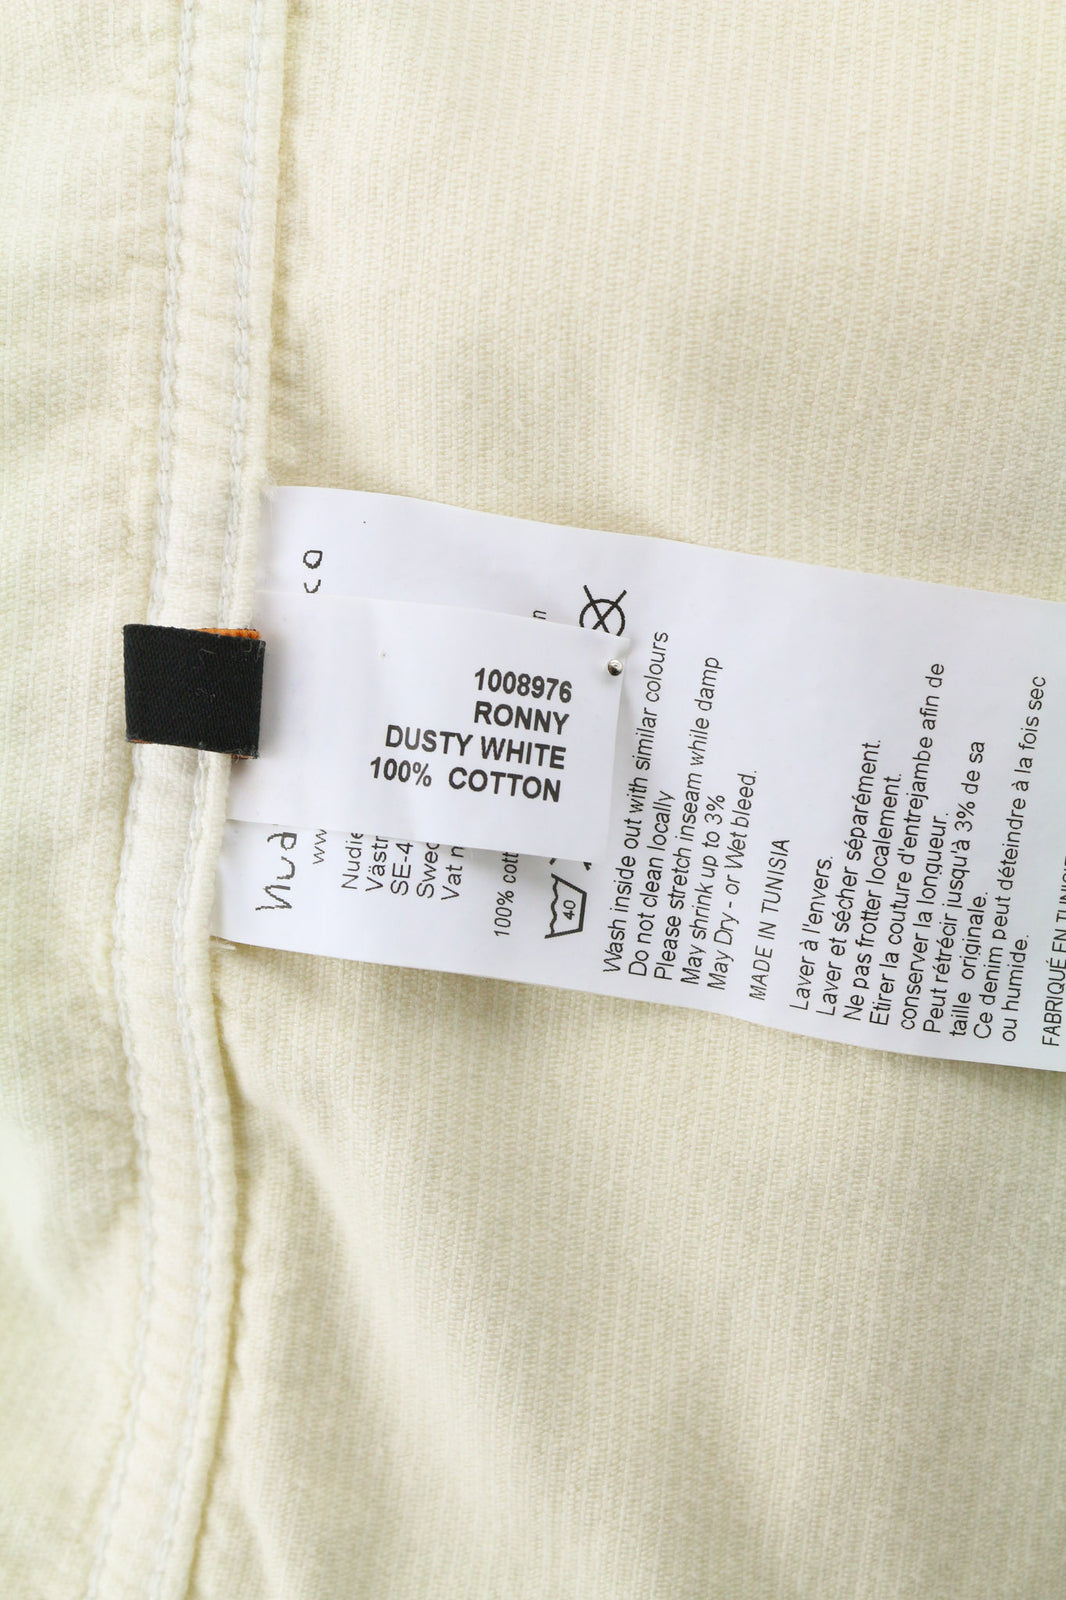 1008976
RONNY
DUSTY WHITE
100% COTTON
co
Nudie
Västr
SE-4
Swed
Vat n
100% cott
n
40
Wash inside out with similar colours
Do not clean locally
Please stretch inseam while damp
May shrink up to 3%
May Dry - or Wet bleed.
MADE IN TUNISIA
Laver à l'envers.
Laver et sécher séparément.
Ne pas frotter localement.
Etirer la couture d'entrejambe afin de
conserver la longueur.
Peut rétrécir jusqu'à 3% de sa
taille originale.
Ce denim peut déteindre à la fois sec
ou humide.
FABRIQUÉ EN TUNISIE